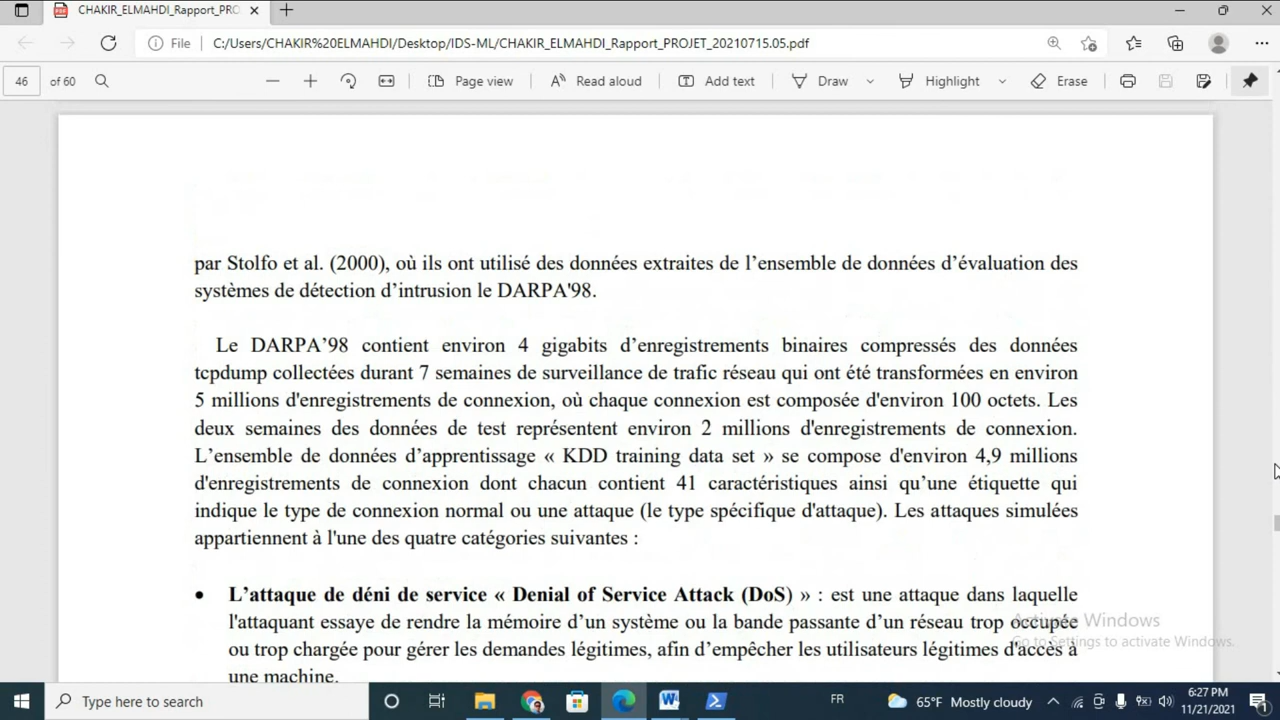 CHAKIR_ELMAHDI_Rapport_PRO
File C:/Users/CHAKIR%20ELMAHDI/Desktop/IDS-ML/CHAKIR_ELMAHDI_Rapport_PROJET_20210715.05.pdf
46 of 60 Page view Read aloud Add text Draw Highlight Erase
par Stolfo et al. (2000), où ils ont utilisé des données extraites de l’ensemble de données d’évaluation des
systèmes de détection d’intrusion le DARPA'98.
Le DARPA’98 contient environ 4 gigabits d’enregistrements binaires compressés des données
tcpdump collectées durant 7 semaines de surveillance de trafic réseau qui ont été transformées en environ
5 millions d'enregistrements de connexion, où chaque connexion est composée d'environ 100 octets. Les
deux semaines des données de test représentent environ 2 millions d'enregistrements de connexion.
L’ensemble de données d’apprentissage « KDD training data set » se compose d'environ 4,9 millions
d'enregistrements de connexion dont chacun contient 41 caractéristiques ainsi qu’une étiquette qui
indique le type de connexion normal ou une attaque (le type spécifique d'attaque). Les attaques simulées
appartiennent à l'une des quatre catégories suivantes :
• L’attaque de déni de service « Denial of Service Attack (DoS) » : est une attaque dans laquelle
l'attaquant essaye de rendre la mémoire d’un système ou la bande passante d’un réseau trop occupée
ou trop chargée pour gérer les demandes légitimes, afin d’empêcher les utilisateurs légitimes d'accès à
une machine.
Activate Windows
Go to Settings to activate Windows.
Type here to search FR 65°F Mostly cloudy 6:27 PM
11/21/2021
1